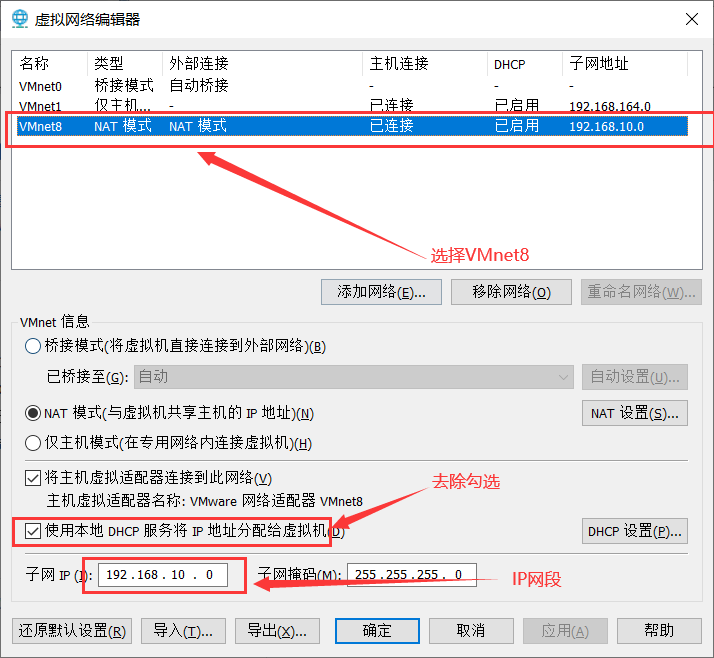 虚拟网络编辑器
名称 类型 外部连接 主机连接 DHCP 子网地址
VMnet0 桥接模式 自动桥接 - - -
VMnet1 仅主机... - 已连接 已启用 192.168.164.0
VMnet8 NAT 模式 NAT 模式 已连接 已启用 192.168.10.0
选择VMnet8
添加网络(E)... 移除网络(O) 重命名网络(W)...
VMnet 信息
桥接模式(将虚拟机直接连接到外部网络)(B)
已桥接至(G): 自动 自动设置(U)...
NAT 模式(与虚拟机共享主机的 IP 地址)(N) NAT 设置(S)...
仅主机模式(在专用网络内连接虚拟机)(H)
将主机虚拟适配器连接到此网络(V)
去除勾选
主机虚拟适配器名称: VMware 网络适配器 VMnet8
使用本地 DHCP 服务将 IP 地址分配给虚拟机(D) DHCP 设置(P)...
子网 IP (I): 192.168.10.0 子网掩码(M): 255.255.255.0 IP网段
还原默认设置(R) 导入(T)... 导出(X)... 确定 取消 应用(A) 帮助